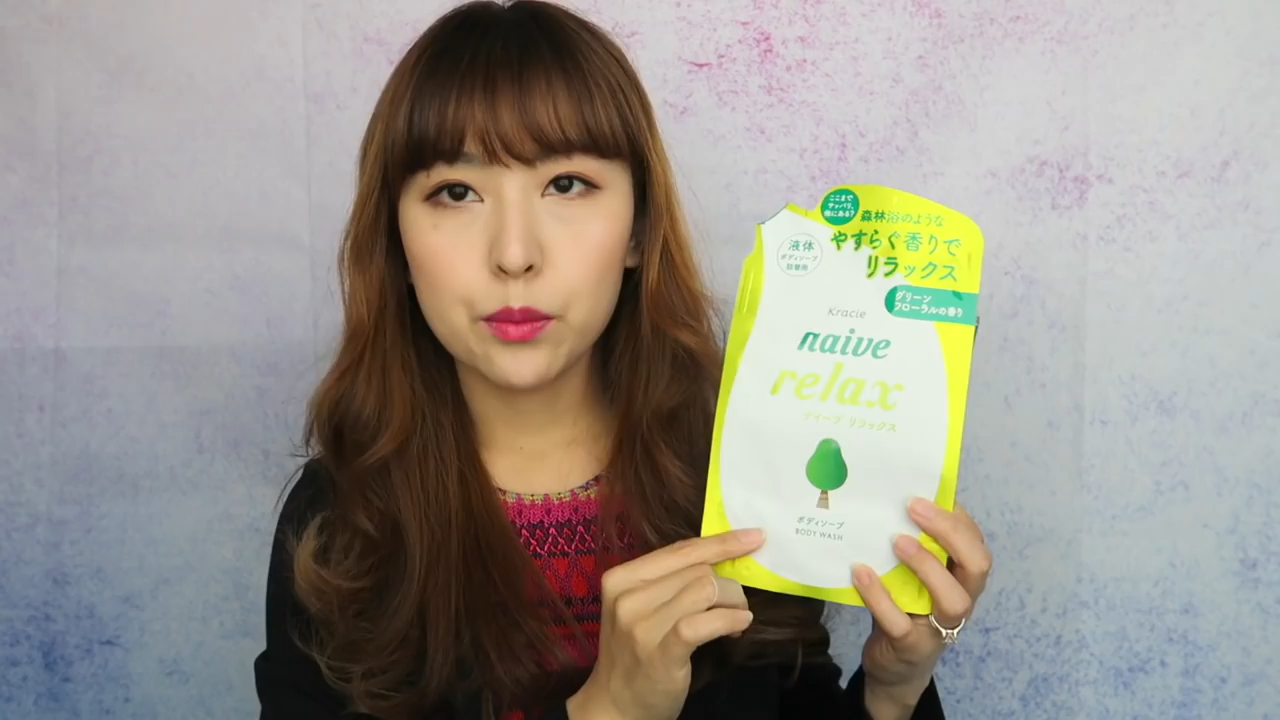 ここまで
サッパリ、
他にある?
森林浴のような
やすらぐ香りで
リラックス
液体
ボディソープ
詰替用
グリーン
フローラルの香り
Kracie
naive
relax
ディープ リラックス
ボディソープ
BODY WASH